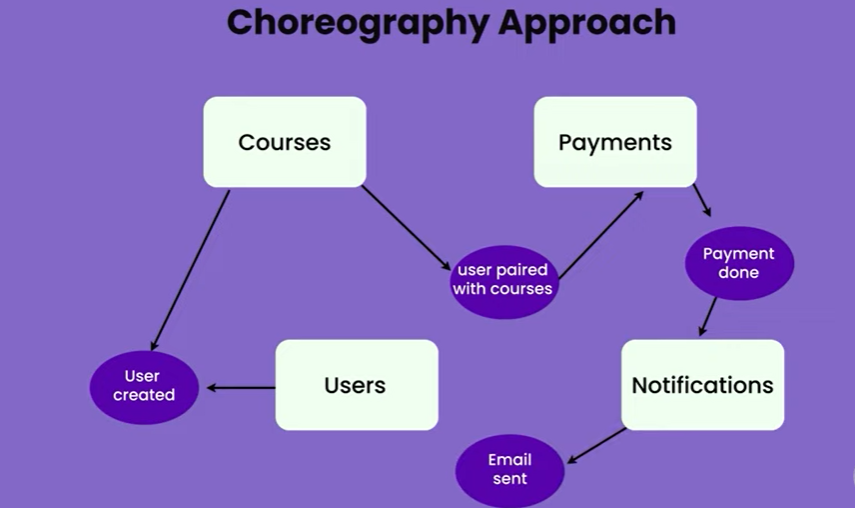 Choreography Approach
Courses
Payments
user paired
with courses
Payment
done
User
created
Users
Notifications
Email
sent